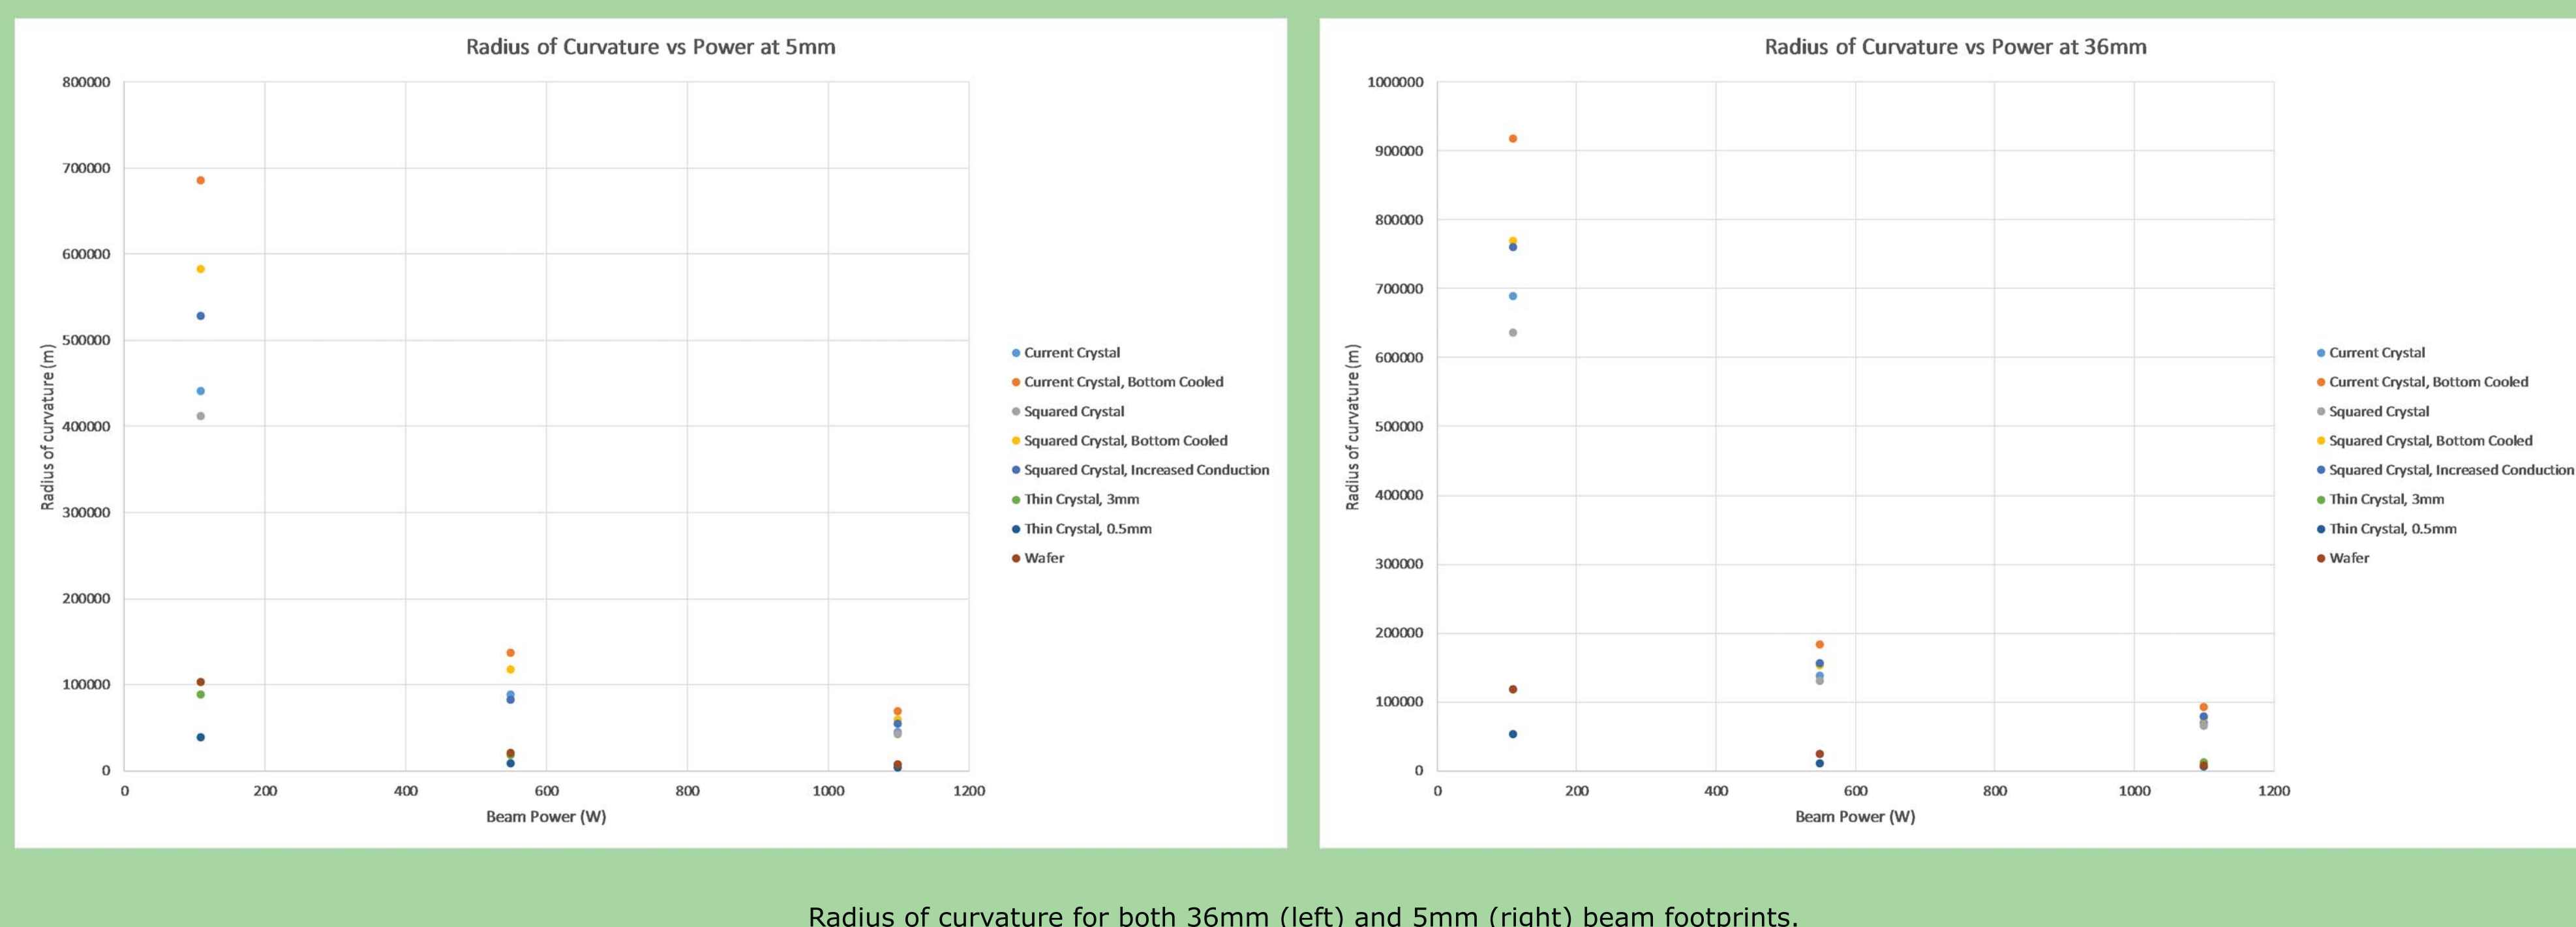 Radius of Curvature vs Power at 5mm
800000
700000
600000
500000
400000
300000
200000
100000
0
Radius of curvature (m)
0 200 400 600 800 1000 1200
Beam Power (W)
Current Crystal
Current Crystal, Bottom Cooled
Squared Crystal
Squared Crystal, Bottom Cooled
Squared Crystal, Increased Conduction
Thin Crystal, 3mm
Thin Crystal, 0.5mm
Wafer
Radius of Curvature vs Power at 36mm
1000000
900000
800000
700000
600000
500000
400000
300000
200000
100000
0
Radius of curvature (m)
0 200 400 600 800 1000 1200
Beam Power (W)
Current Crystal
Current Crystal, Bottom Cooled
Squared Crystal
Squared Crystal, Bottom Cooled
Squared Crystal, Increased Conduction
Thin Crystal, 3mm
Thin Crystal, 0.5mm
Wafer
Radius of curvature for both 36mm (left) and 5mm (right) beam footprints.